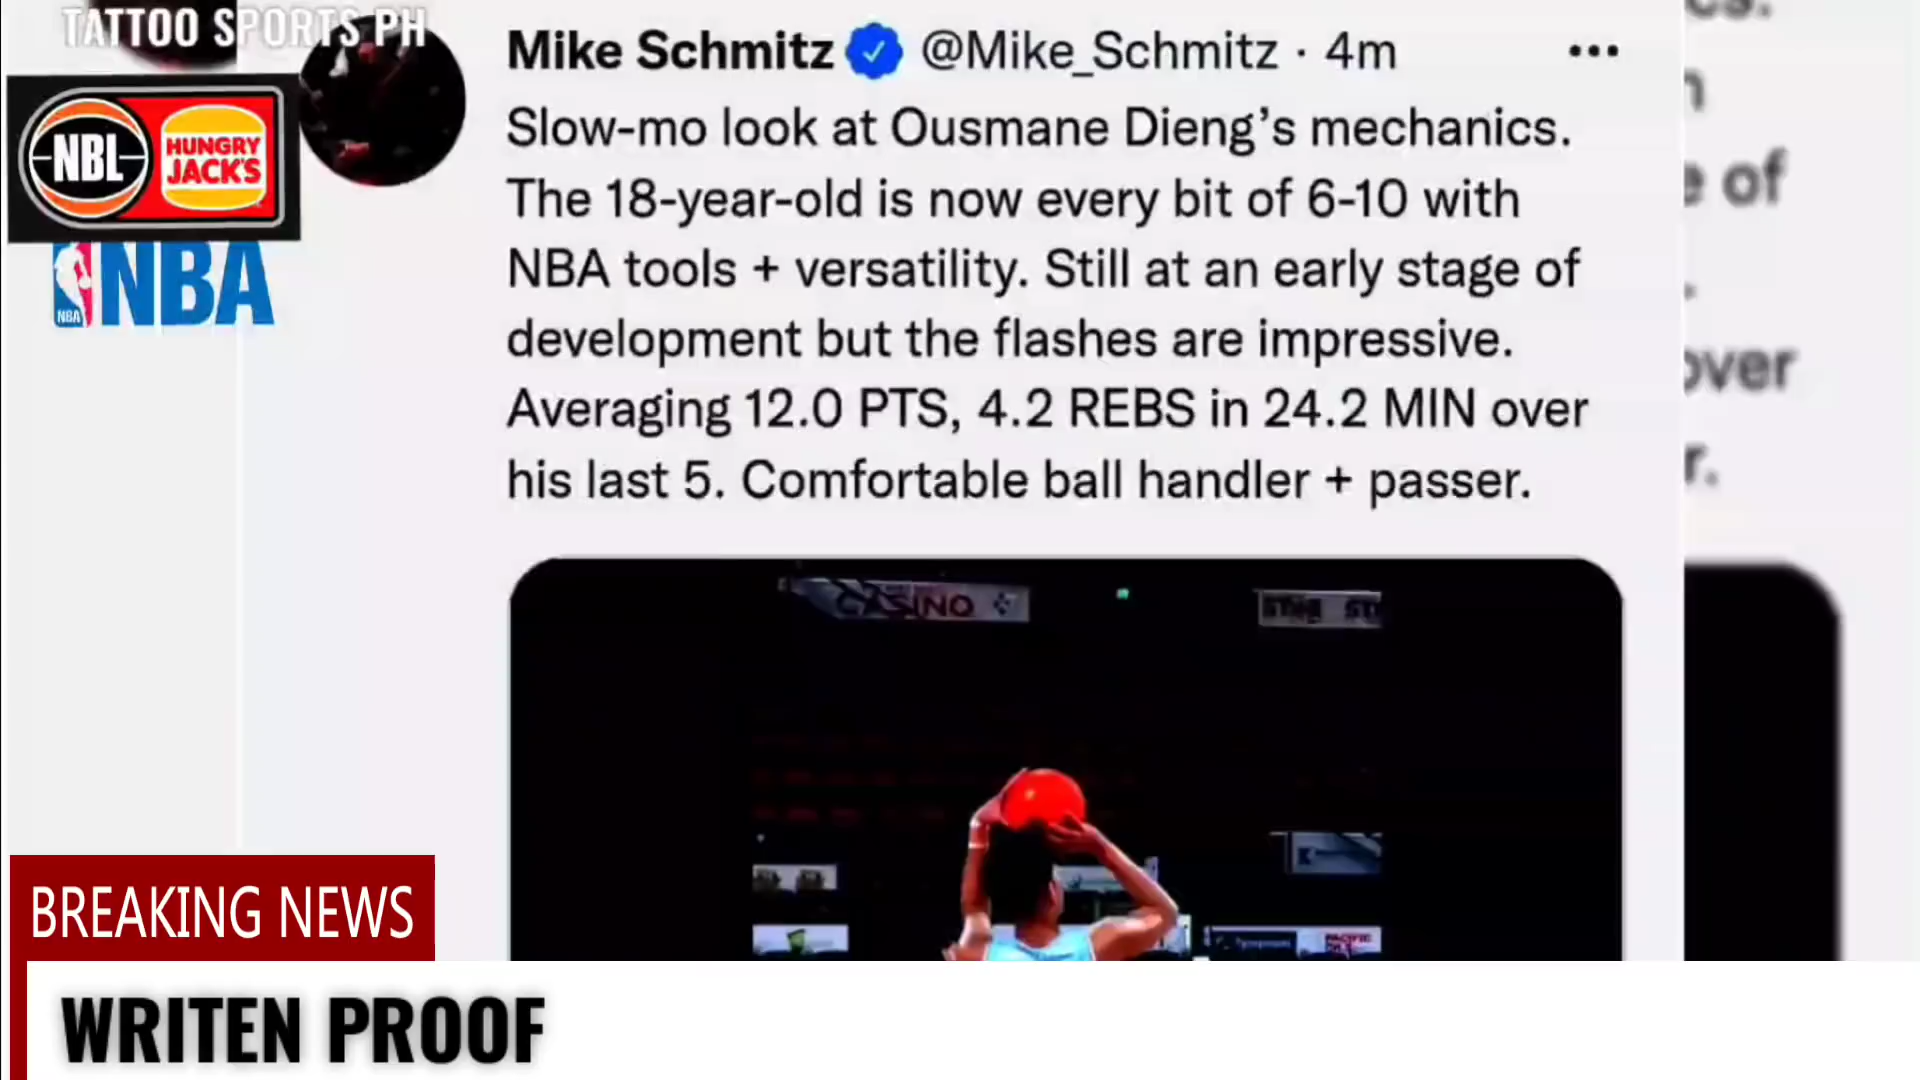 TATTOO SPORTS PH
Mike Schmitz @Mike_Schmitz · 4m
Slow-mo look at Ousmane Dieng’s mechanics.
The 18-year-old is now every bit of 6-10 with
NBA tools + versatility. Still at an early stage of
development but the flashes are impressive.
Averaging 12.0 PTS, 4.2 REBS in 24.2 MIN over
his last 5. Comfortable ball handler + passer.
NBL
HUNGRY
JACK'S
NBA
NBA
of
over
r.
CASINO
BREAKING NEWS
WRITEN PROOF